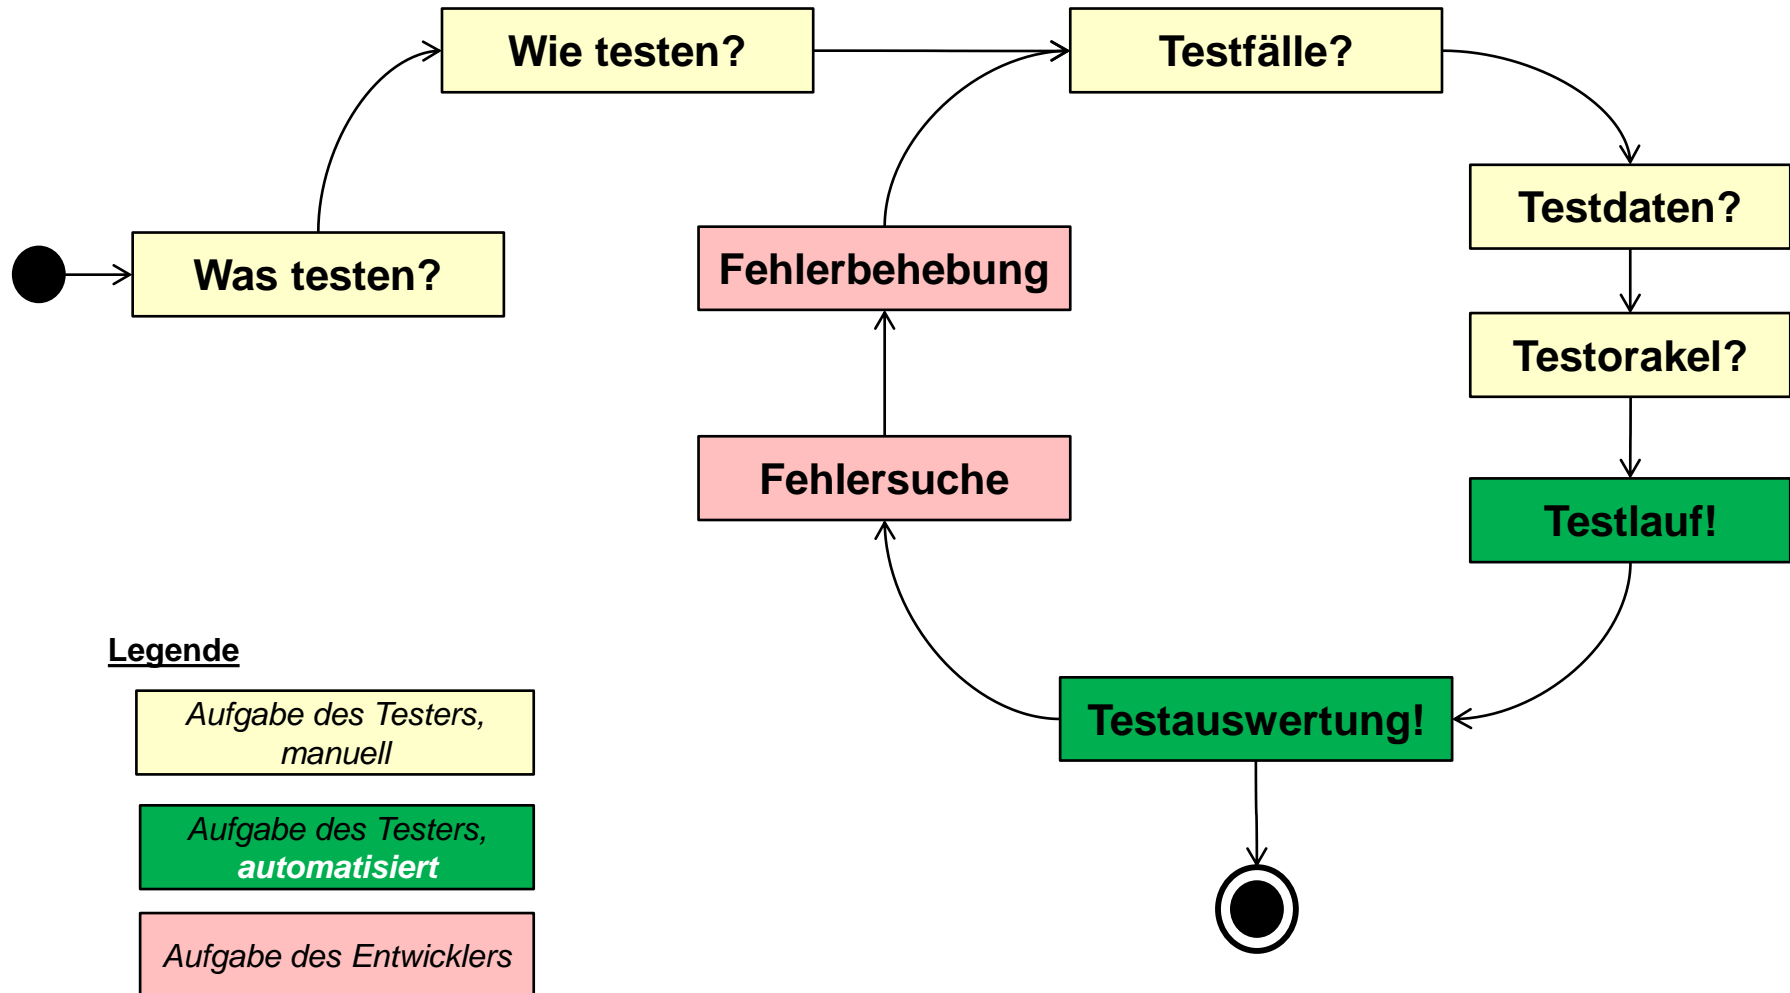 Wie testen?
Testfälle?
Testdaten?
Was testen?
Fehlerbehebung
Testorakel?
Fehlersuche
Testlauf!
Testauswertung!
Legende
Aufgabe des Testers,
manuell
Aufgabe des Testers,
automatisiert
Aufgabe des Entwicklers